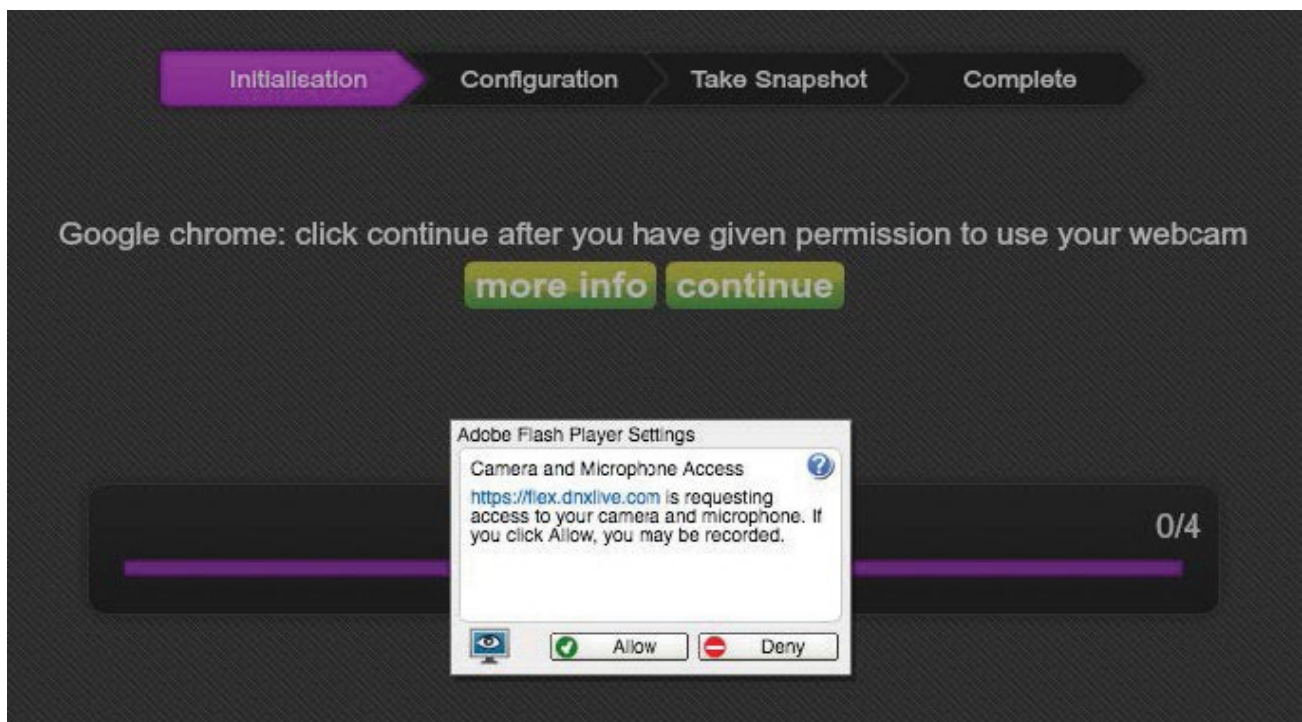 Initialisation Configuration Take Snapshot Complete
Google chrome: click continue after you have given permission to use your webcam
more info continue
Adobe Flash Player Settings
Camera and Microphone Access
https://flex.dnxlive.com is requesting
access to your camera and microphone. If
you click Allow, you may be recorded.
0/4
Allow Deny